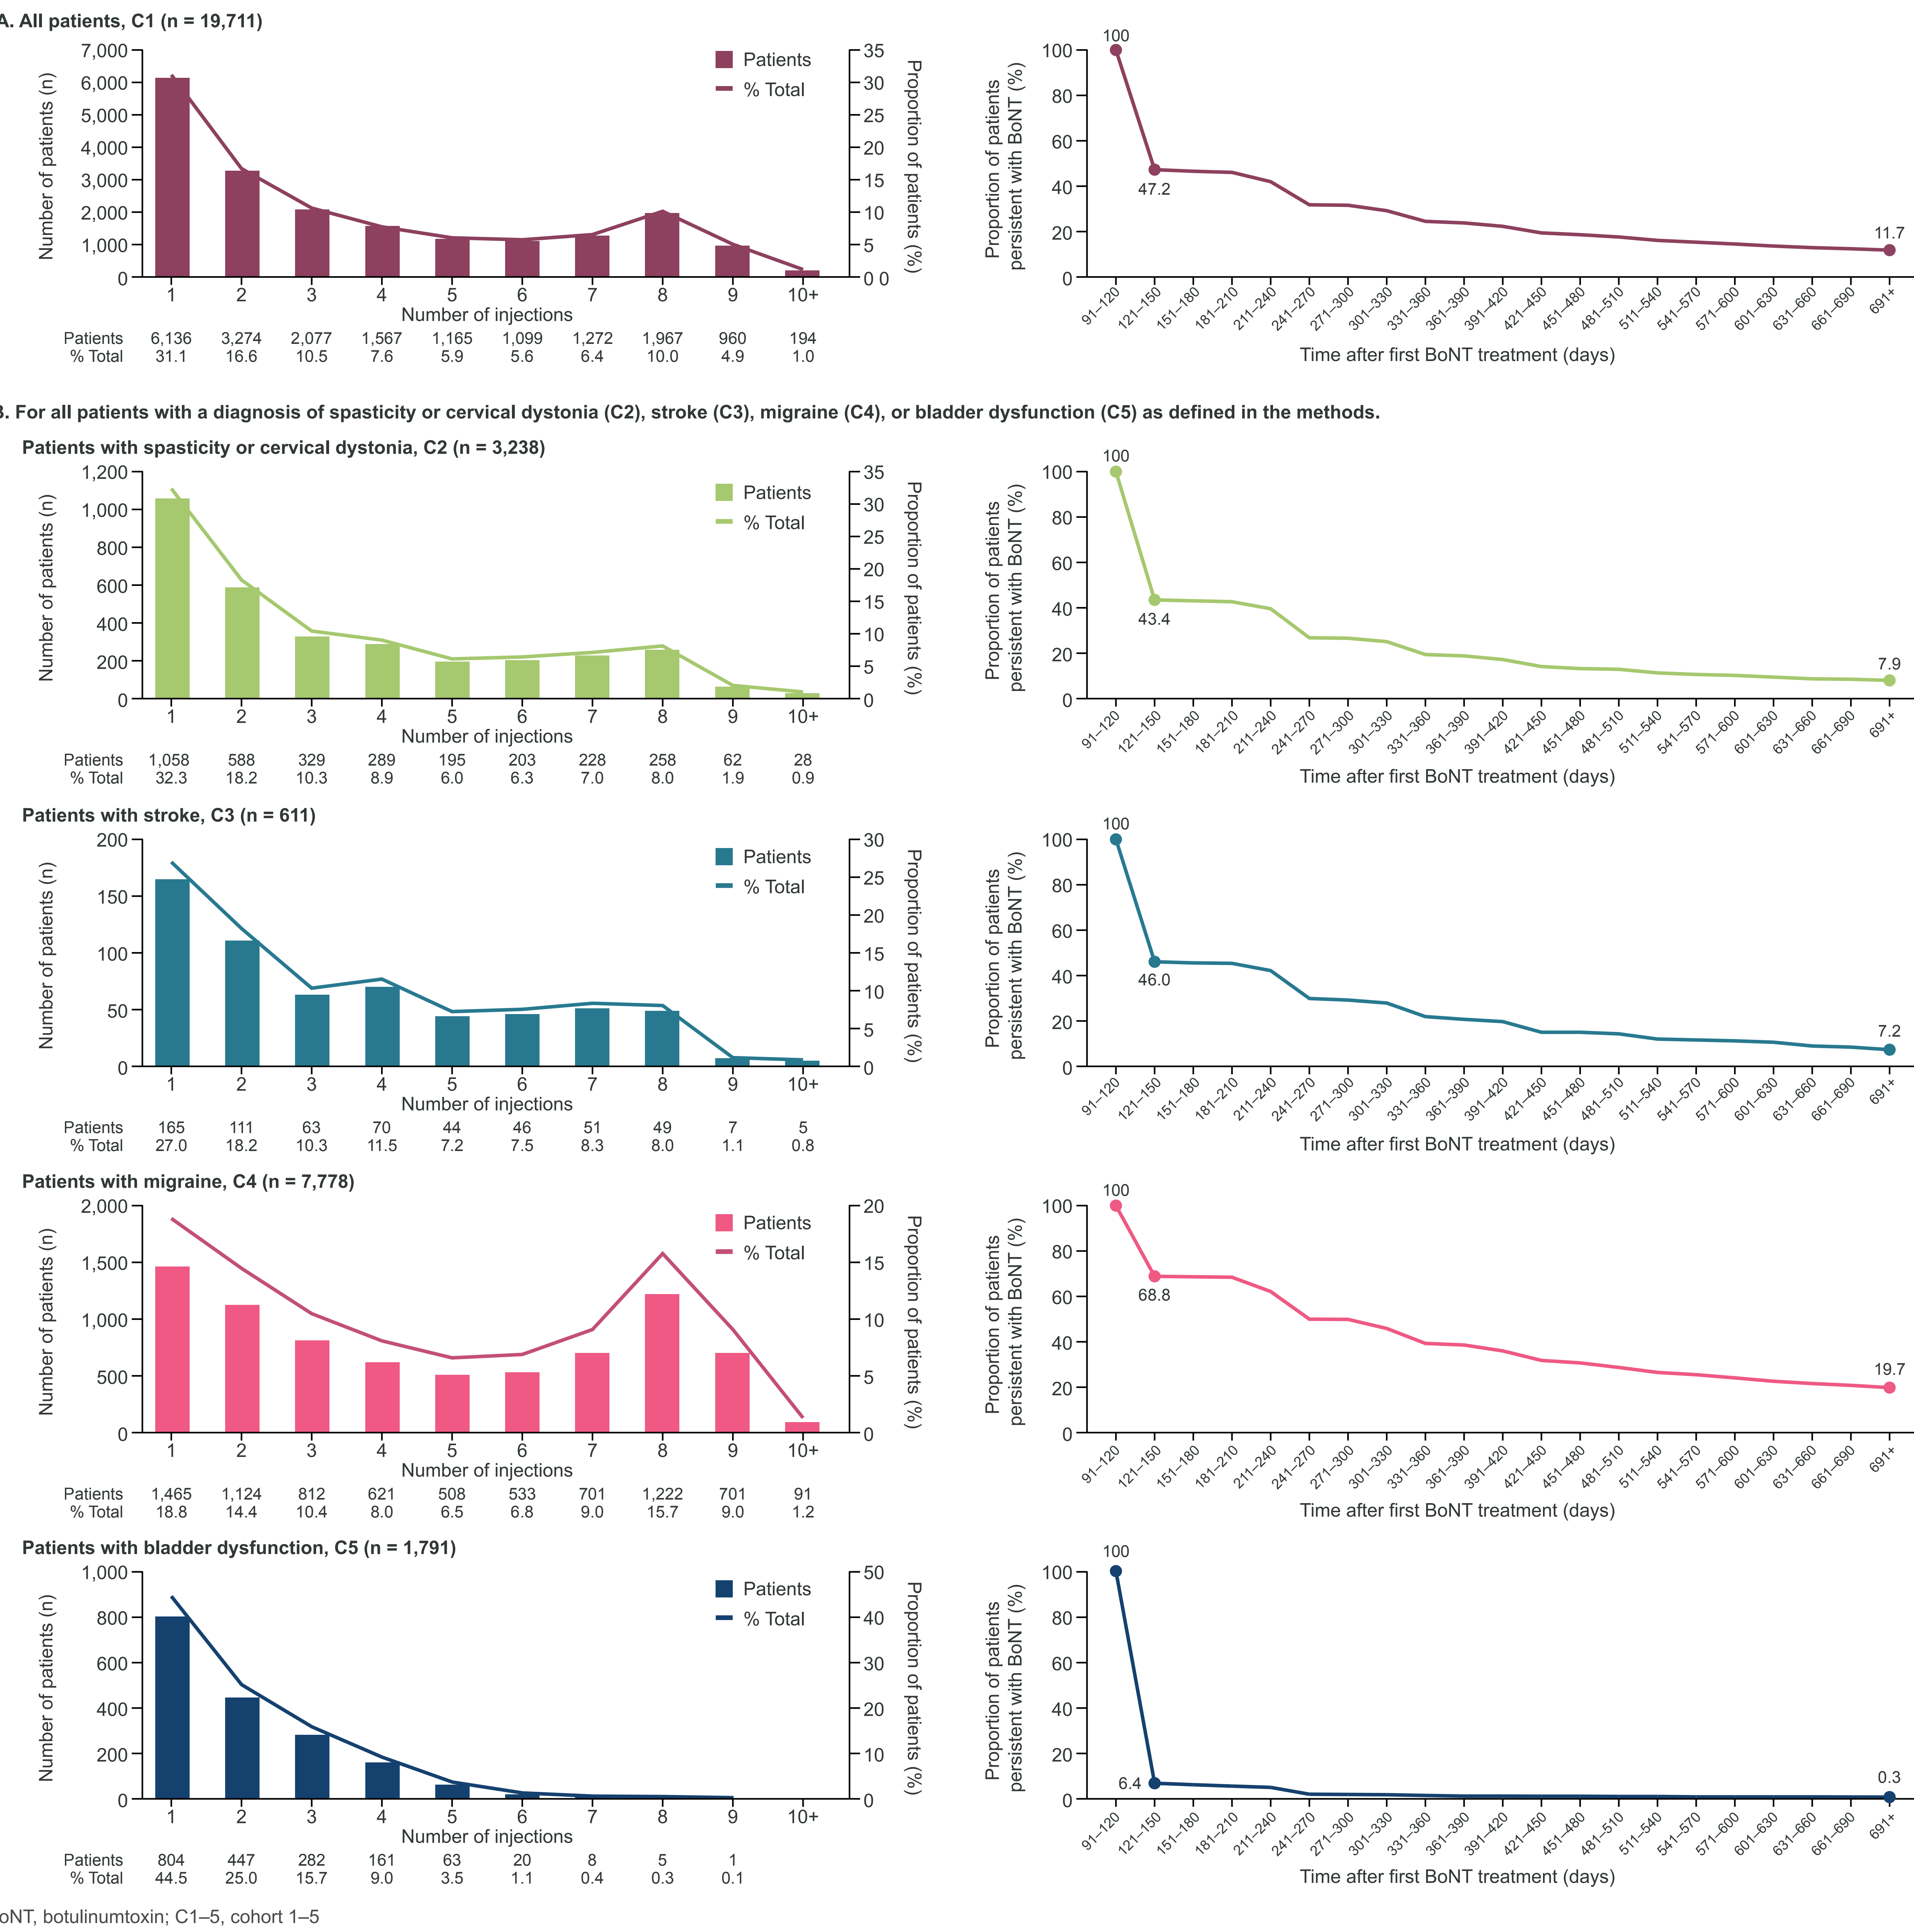 A. All patients, C1 (n = 19,711)
7,000
6,000
5,000
4,000
3,000
2,000
1,000
0
Number of patients (n)
Patients
% Total
35
30
25
20
15
10
5
0 0
Proportion of patients (%)
1 2 3 4 5 6 7 8 9 10+
Number of injections
Patients 6,136 3,274 2,077 1,567 1,165 1,099 1,272 1,967 960 194
% Total 31.1 16.6 10.5 7.6 5.9 5.6 6.4 10.0 4.9 1.0
Proportion of patients
persistent with BoNT (%)
100
80
60
40
20
0
100
47.2
11.7
91–120 121–150 151–180 181–210 211–240 241–270 271–300 301–330 331–360 361–390 391–420 421–450 451–480 481–510 511–540 541–570 571–600 601–630 631–660 661–690 691+
Time after first BoNT treatment (days)
B. For all patients with a diagnosis of spasticity or cervical dystonia (C2), stroke (C3), migraine (C4), or bladder dysfunction (C5) as defined in the methods.
Patients with spasticity or cervical dystonia, C2 (n = 3,238)
1,200
1,000
800
600
400
200
0
Number of patients (n)
Patients
% Total
35
30
25
20
15
10
5
0
Proportion of patients (%)
1 2 3 4 5 6 7 8 9 10+
Number of injections
Patients 1,058 588 329 289 195 203 228 258 62 28
% Total 32.3 18.2 10.3 8.9 6.0 6.3 7.0 8.0 1.9 0.9
Proportion of patients
persistent with BoNT (%)
100
80
60
40
20
0
100
43.4
7.9
91–120 121–150 151–180 181–210 211–240 241–270 271–300 301–330 331–360 361–390 391–420 421–450 451–480 481–510 511–540 541–570 571–600 601–630 631–660 661–690 691+
Time after first BoNT treatment (days)
Patients with stroke, C3 (n = 611)
200
150
100
50
0
Number of patients (n)
Patients
% Total
30
25
20
15
10
5
0
Proportion of patients (%)
1 2 3 4 5 6 7 8 9 10+
Number of injections
Patients 165 111 63 70 44 46 51 49 7 5
% Total 27.0 18.2 10.3 11.5 7.2 7.5 8.3 8.0 1.1 0.8
Proportion of patients
persistent with BoNT (%)
100
80
60
40
20
0
100
46.0
7.2
91–120 121–150 151–180 181–210 211–240 241–270 271–300 301–330 331–360 361–390 391–420 421–450 451–480 481–510 511–540 541–570 571–600 601–630 631–660 661–690 691+
Time after first BoNT treatment (days)
Patients with migraine, C4 (n = 7,778)
2,000
1,500
1,000
500
0
Number of patients (n)
Patients
% Total
20
15
10
5
0
Proportion of patients (%)
1 2 3 4 5 6 7 8 9 10+
Number of injections
Patients 1,465 1,124 812 621 508 533 701 1,222 701 91
% Total 18.8 14.4 10.4 8.0 6.5 6.8 9.0 15.7 9.0 1.2
Proportion of patients
persistent with BoNT (%)
100
80
60
40
20
0
100
68.8
19.7
91–120 121–150 151–180 181–210 211–240 241–270 271–300 301–330 331–360 361–390 391–420 421–450 451–480 481–510 511–540 541–570 571–600 601–630 631–660 661–690 691+
Time after first BoNT treatment (days)
Patients with bladder dysfunction, C5 (n = 1,791)
1,000
800
600
400
200
0
Number of patients (n)
Patients
% Total
50
40
30
20
10
0
Proportion of patients (%)
1 2 3 4 5 6 7 8 9 10+
Number of injections
Patients 804 447 282 161 63 20 8 5 1
% Total 44.5 25.0 15.7 9.0 3.5 1.1 0.4 0.3 0.1
Proportion of patients
persistent with BoNT (%)
100
80
60
40
20
0
100
6.4
0.3
91–120 121–150 151–180 181–210 211–240 241–270 271–300 301–330 331–360 361–390 391–420 421–450 451–480 481–510 511–540 541–570 571–600 601–630 631–660 661–690 691+
Time after first BoNT treatment (days)
oNT, botulinumtoxin; C1–5, cohort 1–5